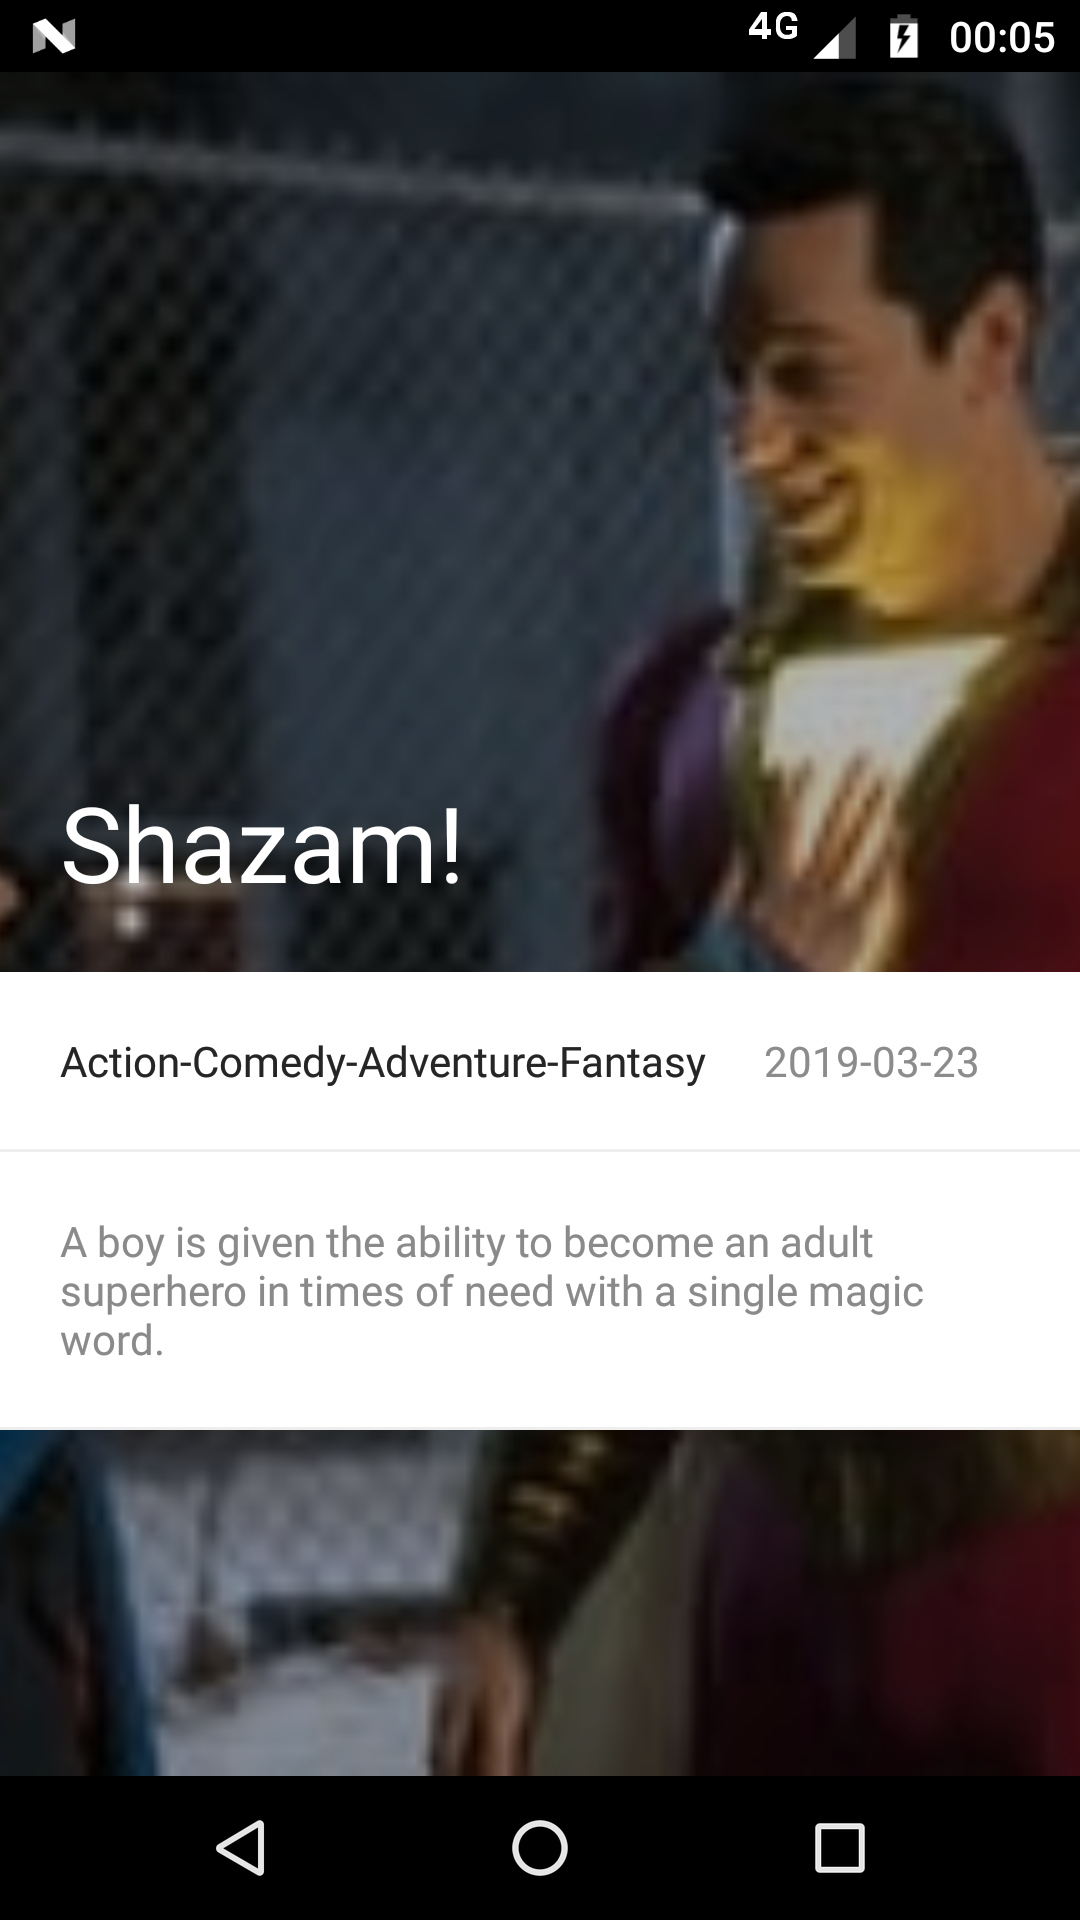 4G 00:05
Shazam!
Action-Comedy-Adventure-Fantasy 2019-03-23
A boy is given the ability to become an adult
superhero in times of need with a single magic
word.